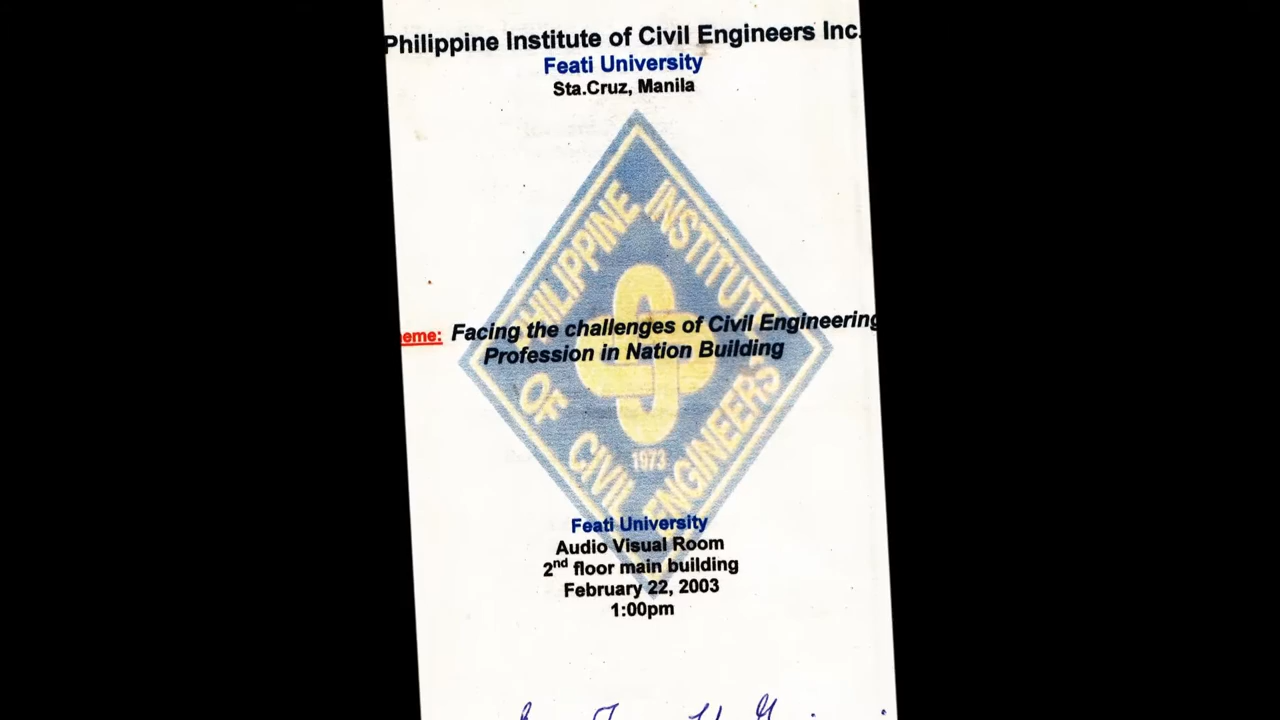 Philippine Institute of Civil Engineers Inc.
Feati University
Sta.Cruz, Manila
PHILIPPINE INSTITUTE
eme: Facing the challenges of Civil Engineering
Profession in Nation Building
OF CIVIL ENGINEERS
1973
Feati University
Audio Visual Room
2nd floor main building
February 22, 2003
1:00pm